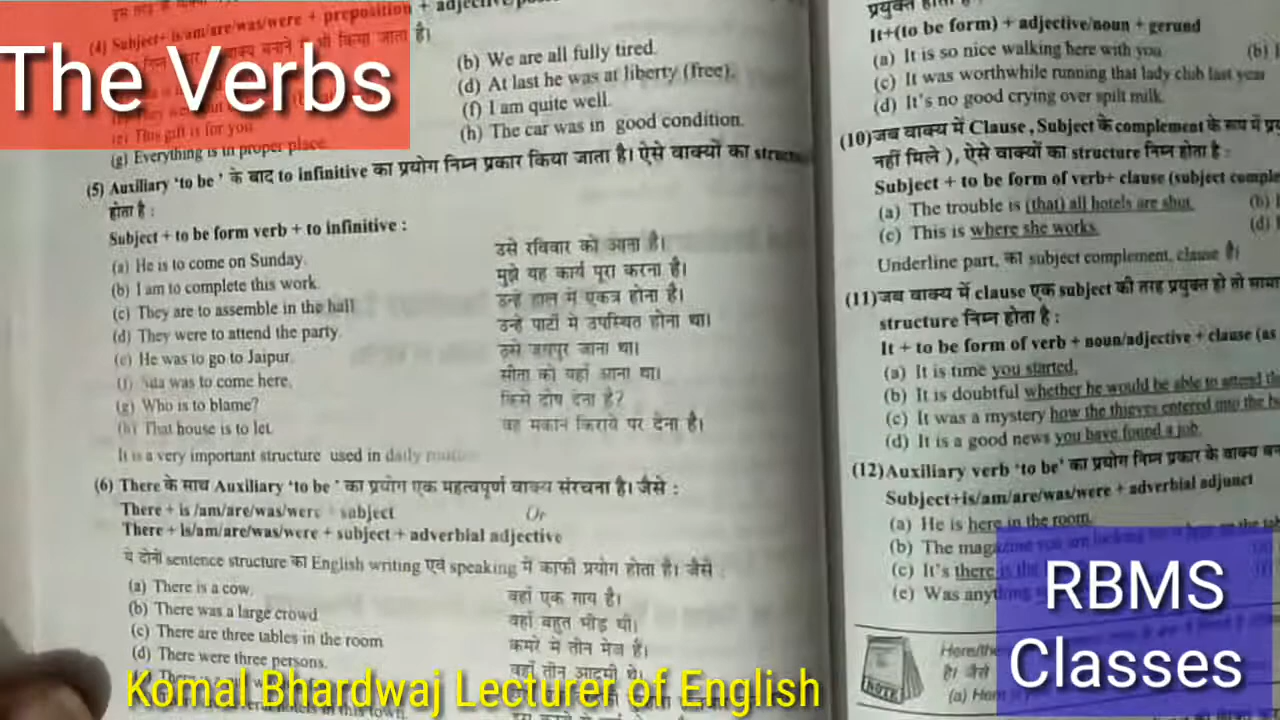 The Verbs
(4) Subject+ is/am/are/was/were + preposition + adjective/
(b) We are all fully tired.
(d) At last he was at liberty (free).
(e) This gift is for you
(f) I am quite well.
(g) Everything is in proper place.
(h) The car was in good condition.
(5) Auxiliary 'to be ' के बाद to infinitive का प्रयोग निम्न प्रकार किया जाता है। ऐसे वाक्यों का
होता है :
Subject + to be form verb + to infinitive :
(a) He is to come on Sunday. उसे रविवार को आना है।
(b) I am to complete this work. मुझे यह कार्य पूरा करना है।
(c) They are to assemble in the hall उन्हें हाल में एकत्र होना है।
(d) They were to attend the party. उन्हें पार्टी में उपस्थित होना था।
(e) He was to go to Jaipur. उसे जयपुर जाना था।
(f) Sita was to come here. सीता को यहाँ आना था।
(g) Who is to blame? किसे दोष देना है?
(h) That house is to let. वह मकान किराये पर देना है।
It is a very important structure used in daily
(6) There के साथ Auxiliary 'to be ' का प्रयोग एक महत्वपूर्ण वाक्य संरचना है। जैसे :
There + is /am/are/was/were + subject Or
There + is/am/are/was/were + subject + adverbial adjective
ये दोनों sentence structure का English writing एवं speaking में काफी प्रयोग होता है। जैसे :
(a) There is a cow. वहाँ एक गाय है।
(b) There was a large crowd वहाँ बहुत भीड़ थी।
(c) There are three tables in the room कमरे में तीन मेज हैं।
(d) There were three persons. वहाँ तीन आदमी थे।
in this town.
It+(to be form) + adjective/noun + gerund
(a) It is so nice walking here with you (b)
(c) It was worthwhile running that lady club last year
(d) It's no good crying over spilt milk.
(10) जब वाक्य में Clause , Subject के complement के रूप में
नहीं मिले ), ऐसे वाक्यों का structure निम्न होता है :
Subject + to be form of verb+ clause (subject
(a) The trouble is (that) all hotels are shut. (b)
(c) This is where she works. (d)
Underline part, का subject complement, clause है।
(11) जब वाक्य में clause एक subject की तरह प्रयुक्त हो तो
structure निम्न होता है :
It + to be form of verb + noun/adjective + clause (as
(a) It is time you started.
(b) It is doubtful whether he would be able to attend
(c) It was a mystery how the thieves entered into the
(d) It is a good news you have found a job.
(12) Auxiliary verb 'to be' का प्रयोग निम्न प्रकार के वाक्य
Subject+is/am/are/was/were + adverbial adjunct
(a) He is here in the room.
(b) The
(c) It's there
(e) Was
NOTE
है। जैसे
(a)
RBMS
Classes
Komal Bhardwaj Lecturer of English